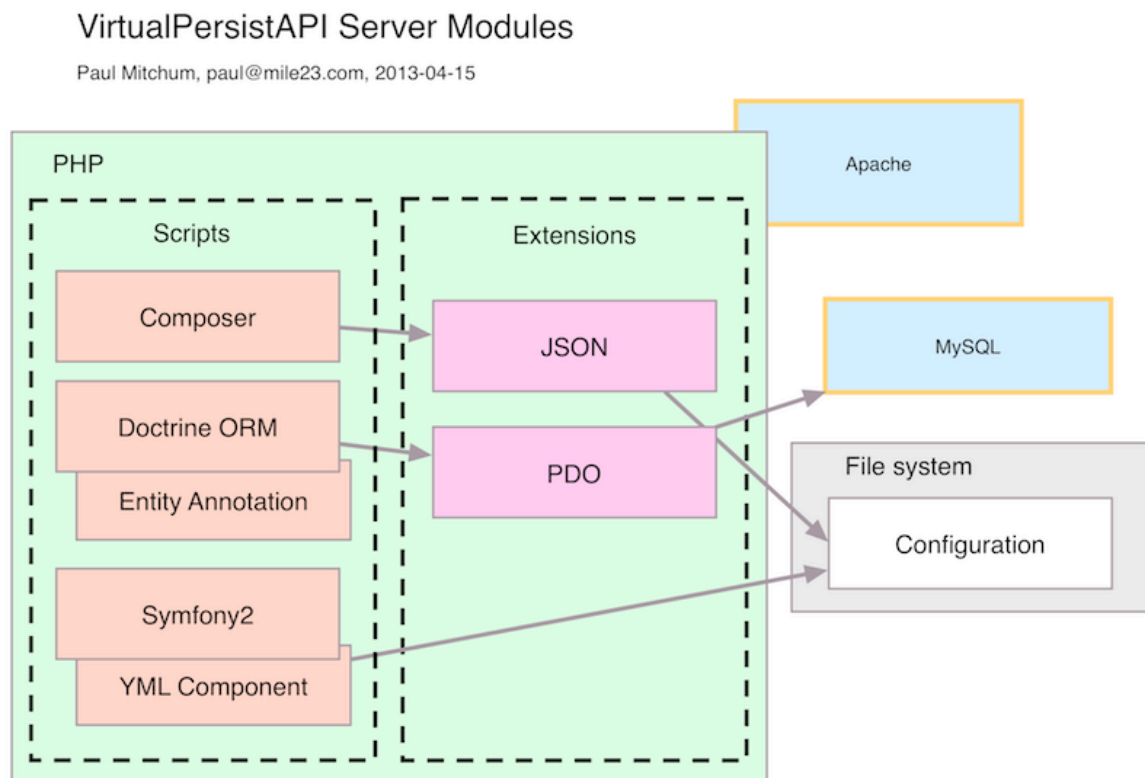 VirtualPersistAPI Server Modules
Paul Mitchum, paul@mile23.com, 2013-04-15
PHP
Apache
Scripts
Extensions
Composer
JSON
MySQL
Doctrine ORM
PDO
File system
Entity Annotation
Configuration
Symfony2
YML Component